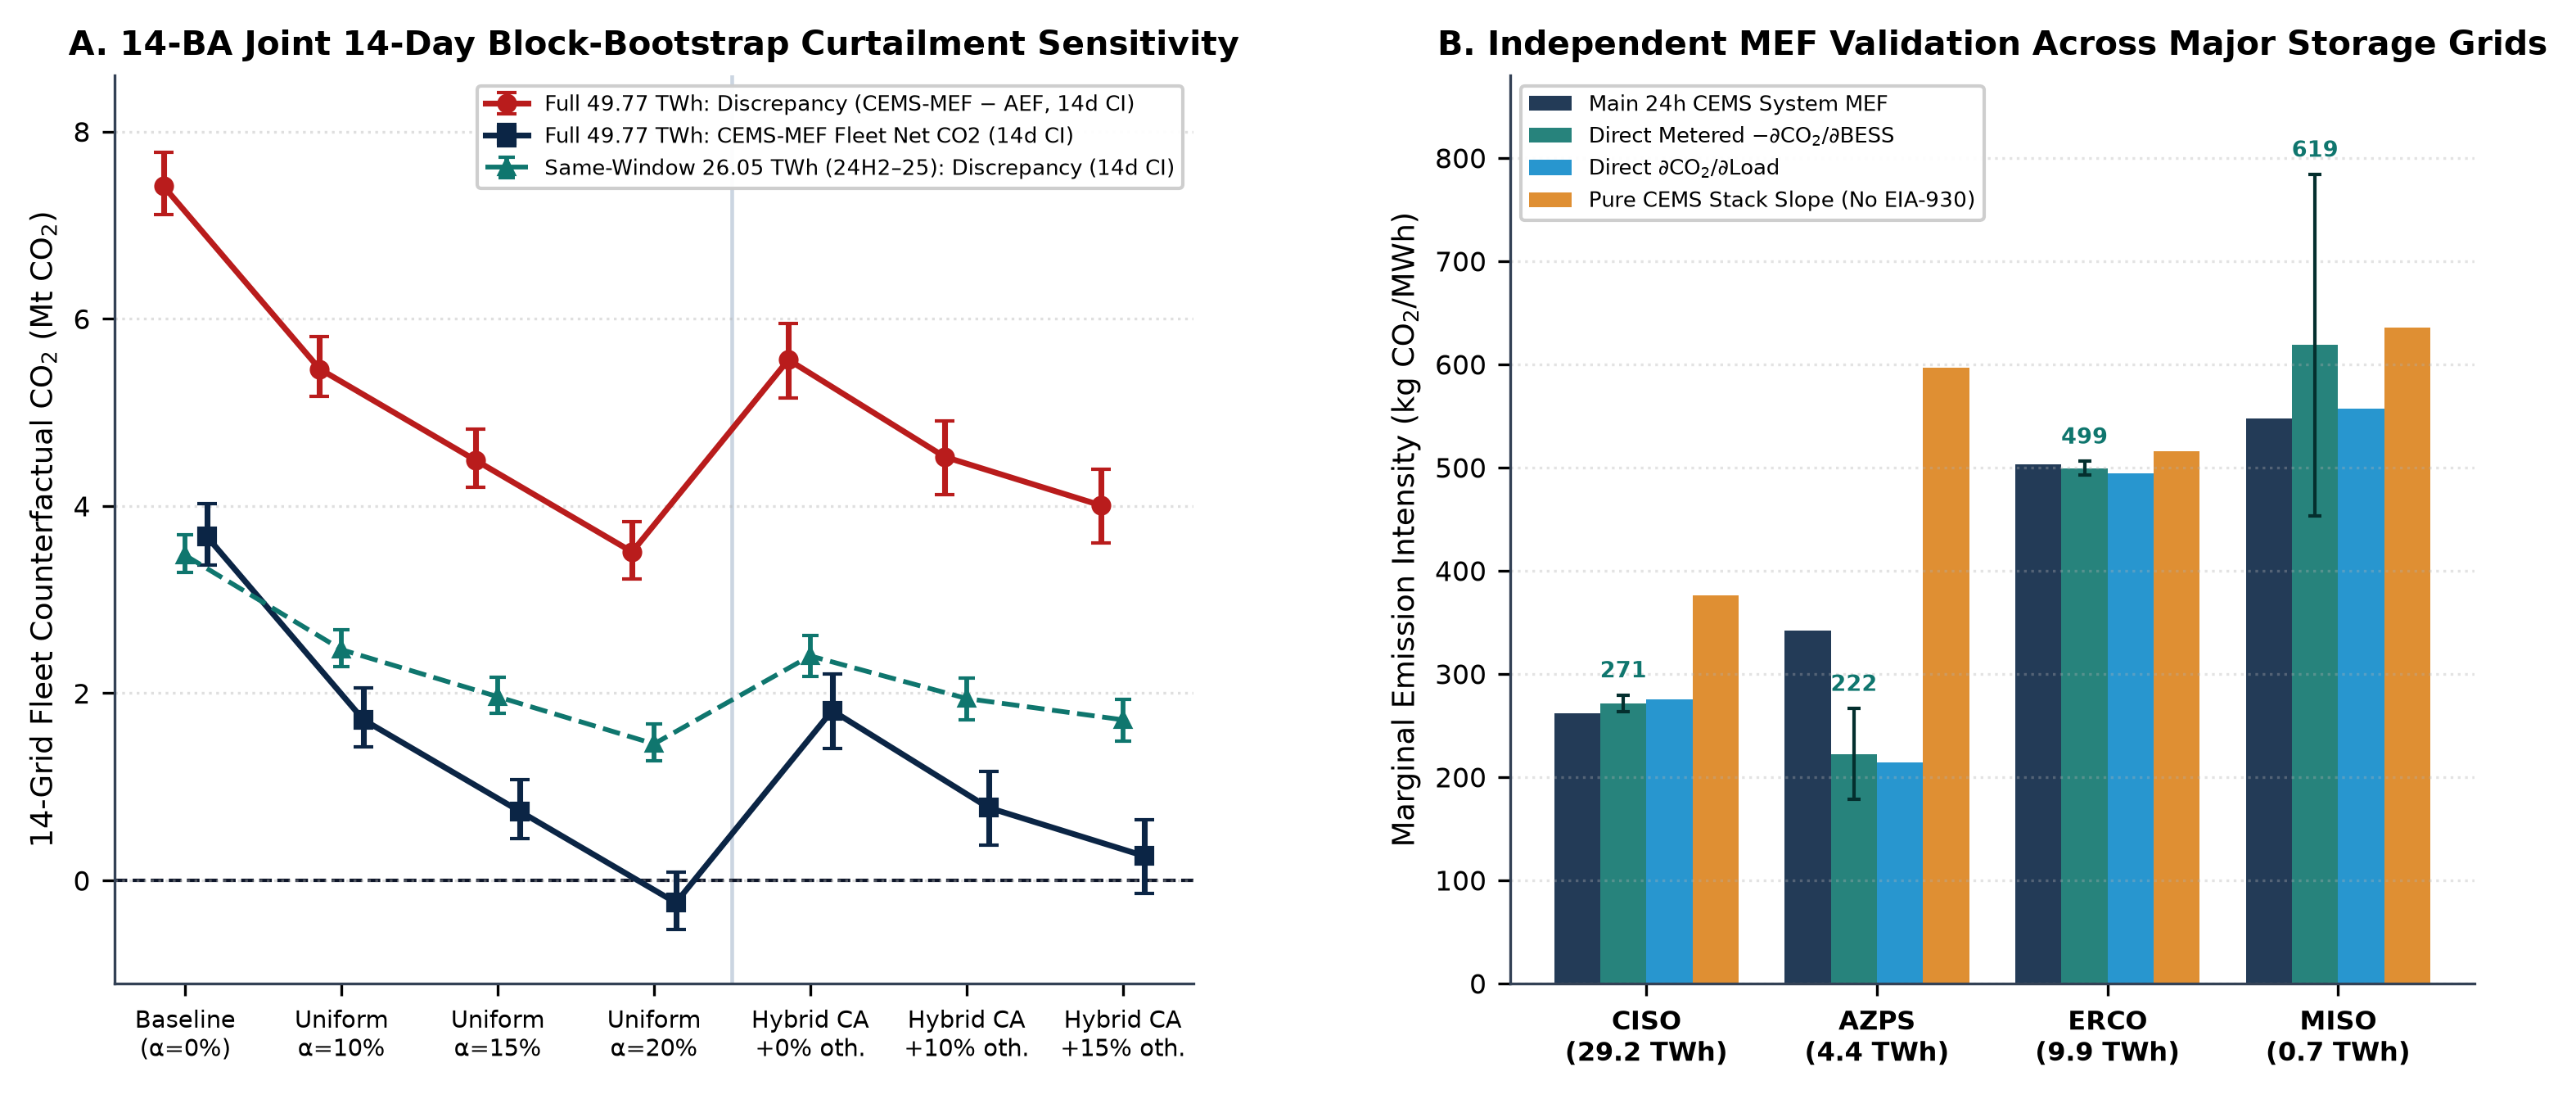 A. 14-BA Joint 14-Day Block-Bootstrap Curtailment Sensitivity
14-Grid Fleet Counterfactual CO₂ (Mt CO₂)
8
6
4
2
0
Full 49.77 TWh: Discrepancy (CEMS-MEF − AEF, 14d CI)
Full 49.77 TWh: CEMS-MEF Fleet Net CO2 (14d CI)
Same-Window 26.05 TWh (24H2–25): Discrepancy (14d CI)
Baseline
(α=0%)
Uniform
α=10%
Uniform
α=15%
Uniform
α=20%
Hybrid CA
+0% oth.
Hybrid CA
+10% oth.
Hybrid CA
+15% oth.
B. Independent MEF Validation Across Major Storage Grids
Marginal Emission Intensity (kg CO₂/MWh)
800
700
600
500
400
300
200
100
0
Main 24h CEMS System MEF
Direct Metered −∂CO₂/∂BESS
Direct ∂CO₂/∂Load
Pure CEMS Stack Slope (No EIA-930)
271
222
499
619
CISO
(29.2 TWh)
AZPS
(4.4 TWh)
ERCO
(9.9 TWh)
MISO
(0.7 TWh)